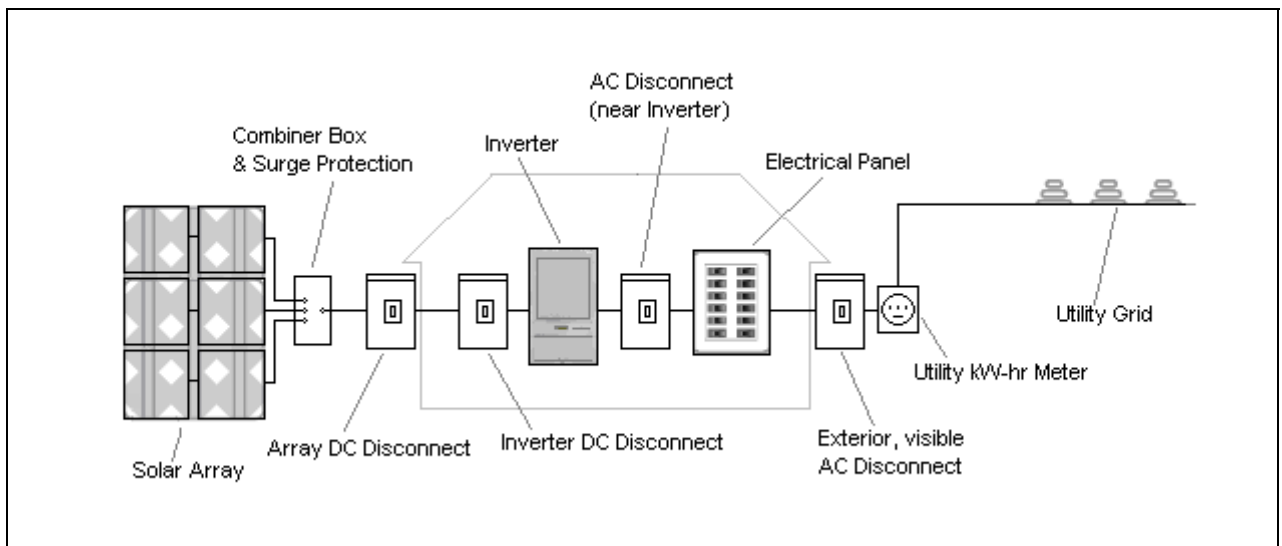 AC Disconnect
(near Inverter)
Combiner Box
& Surge Protection
Inverter
Electrical Panel
Utility Grid
Utility kW-hr Meter
Array DC Disconnect
Inverter DC Disconnect
Exterior, visible
AC Disconnect
Solar Array